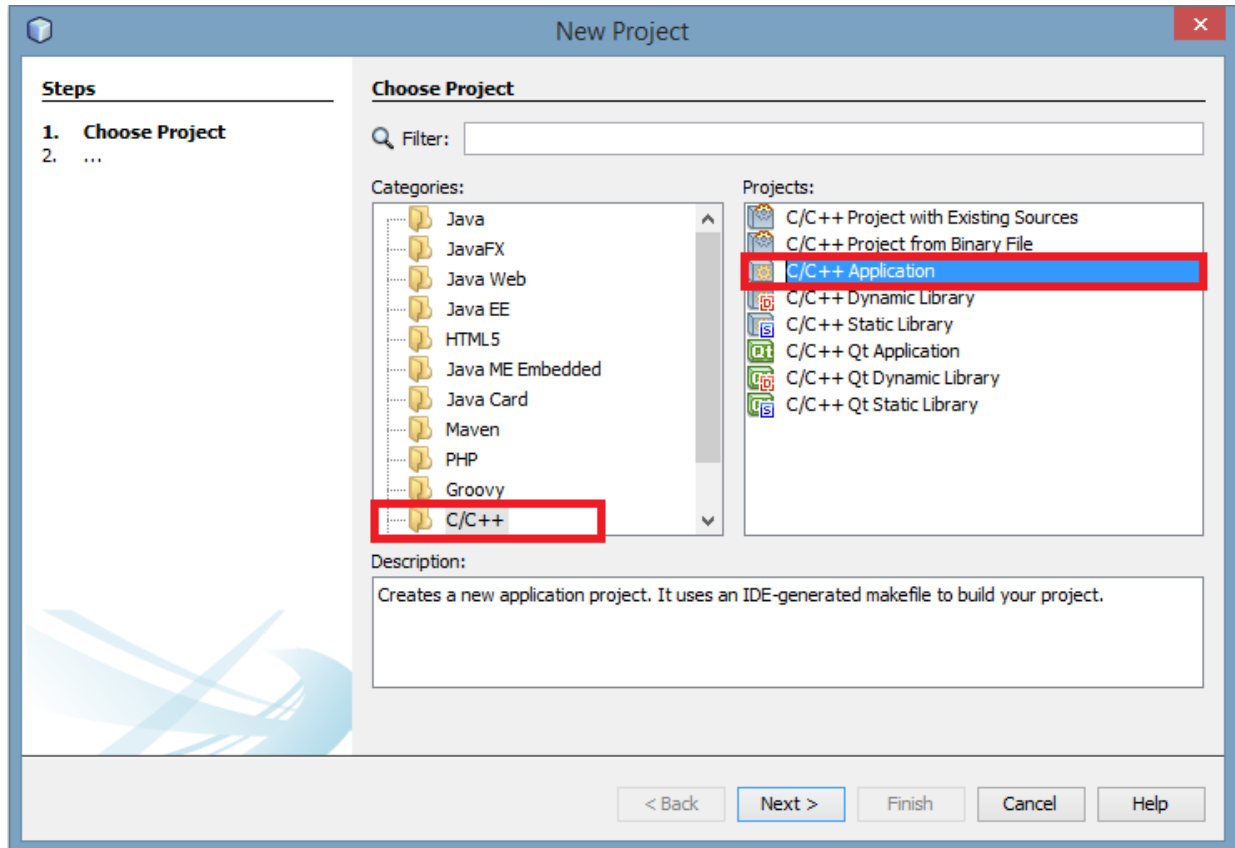 New Project
Steps
1. Choose Project
2. ...
Choose Project
Filter:
Categories:
Java
JavaFX
Java Web
Java EE
HTML5
Java ME Embedded
Java Card
Maven
PHP
Groovy
C/C++
Projects:
C/C++ Project with Existing Sources
C/C++ Project from Binary File
C/C++ Application
C/C++ Dynamic Library
C/C++ Static Library
C/C++ Qt Application
C/C++ Qt Dynamic Library
C/C++ Qt Static Library
Description:
Creates a new application project. It uses an IDE-generated makefile to build your project.
< Back
Next >
Finish
Cancel
Help